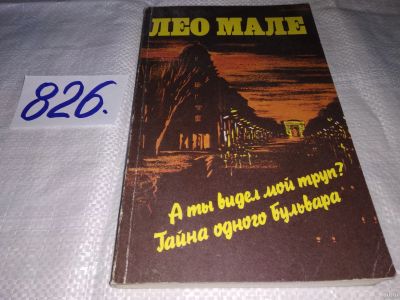 ЛЕО МАЛЕ
826.
А ты видел мой труп?
Тайна одного бульвара